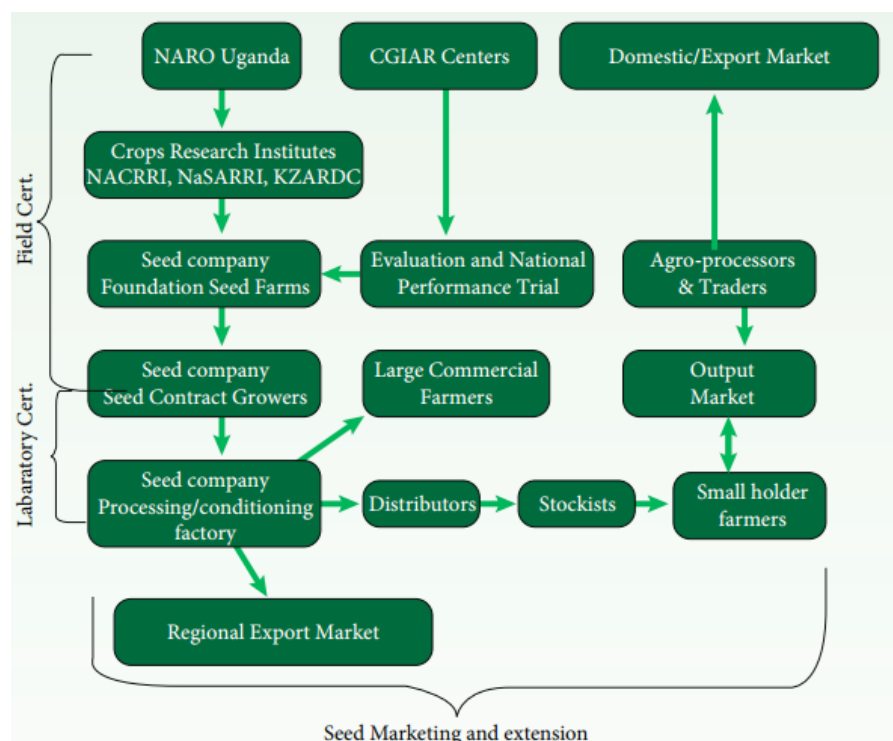 NARO Uganda
CGIAR Centers
Domestic/Export Market
Crops Research Institutes
NACRRI, NaSARRI, KZARDC
Field Cert.
Seed company
Foundation Seed Farms
Evaluation and National
Performance Trial
Agro-processors
& Traders
Seed company
Seed Contract Growers
Large Commercial
Farmers
Output
Market
Labaratory Cert.
Seed company
Processing/conditioning
factory
Distributors
Stockists
Small holder
farmers
Regional Export Market
Seed Marketing and extension